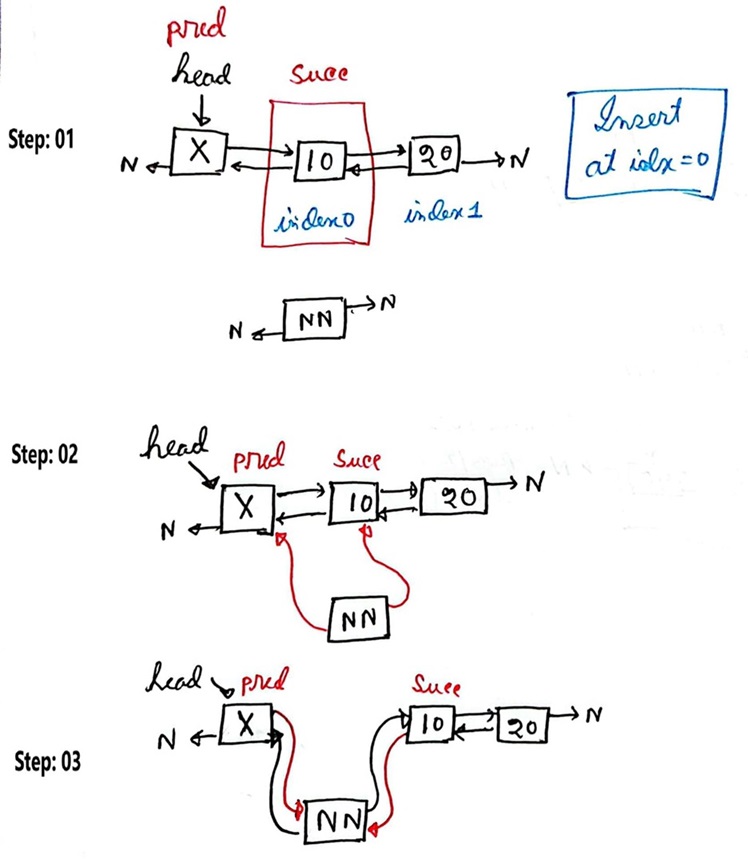 pred
head
Succ
Step: 01
N X 10 20 N
index0 index1
Insert
at idx=0
N NN N
Step: 02
head pred Succ
N X 10 20 N
NN
head pred Succ
N X 10 20 N
Step: 03
NN